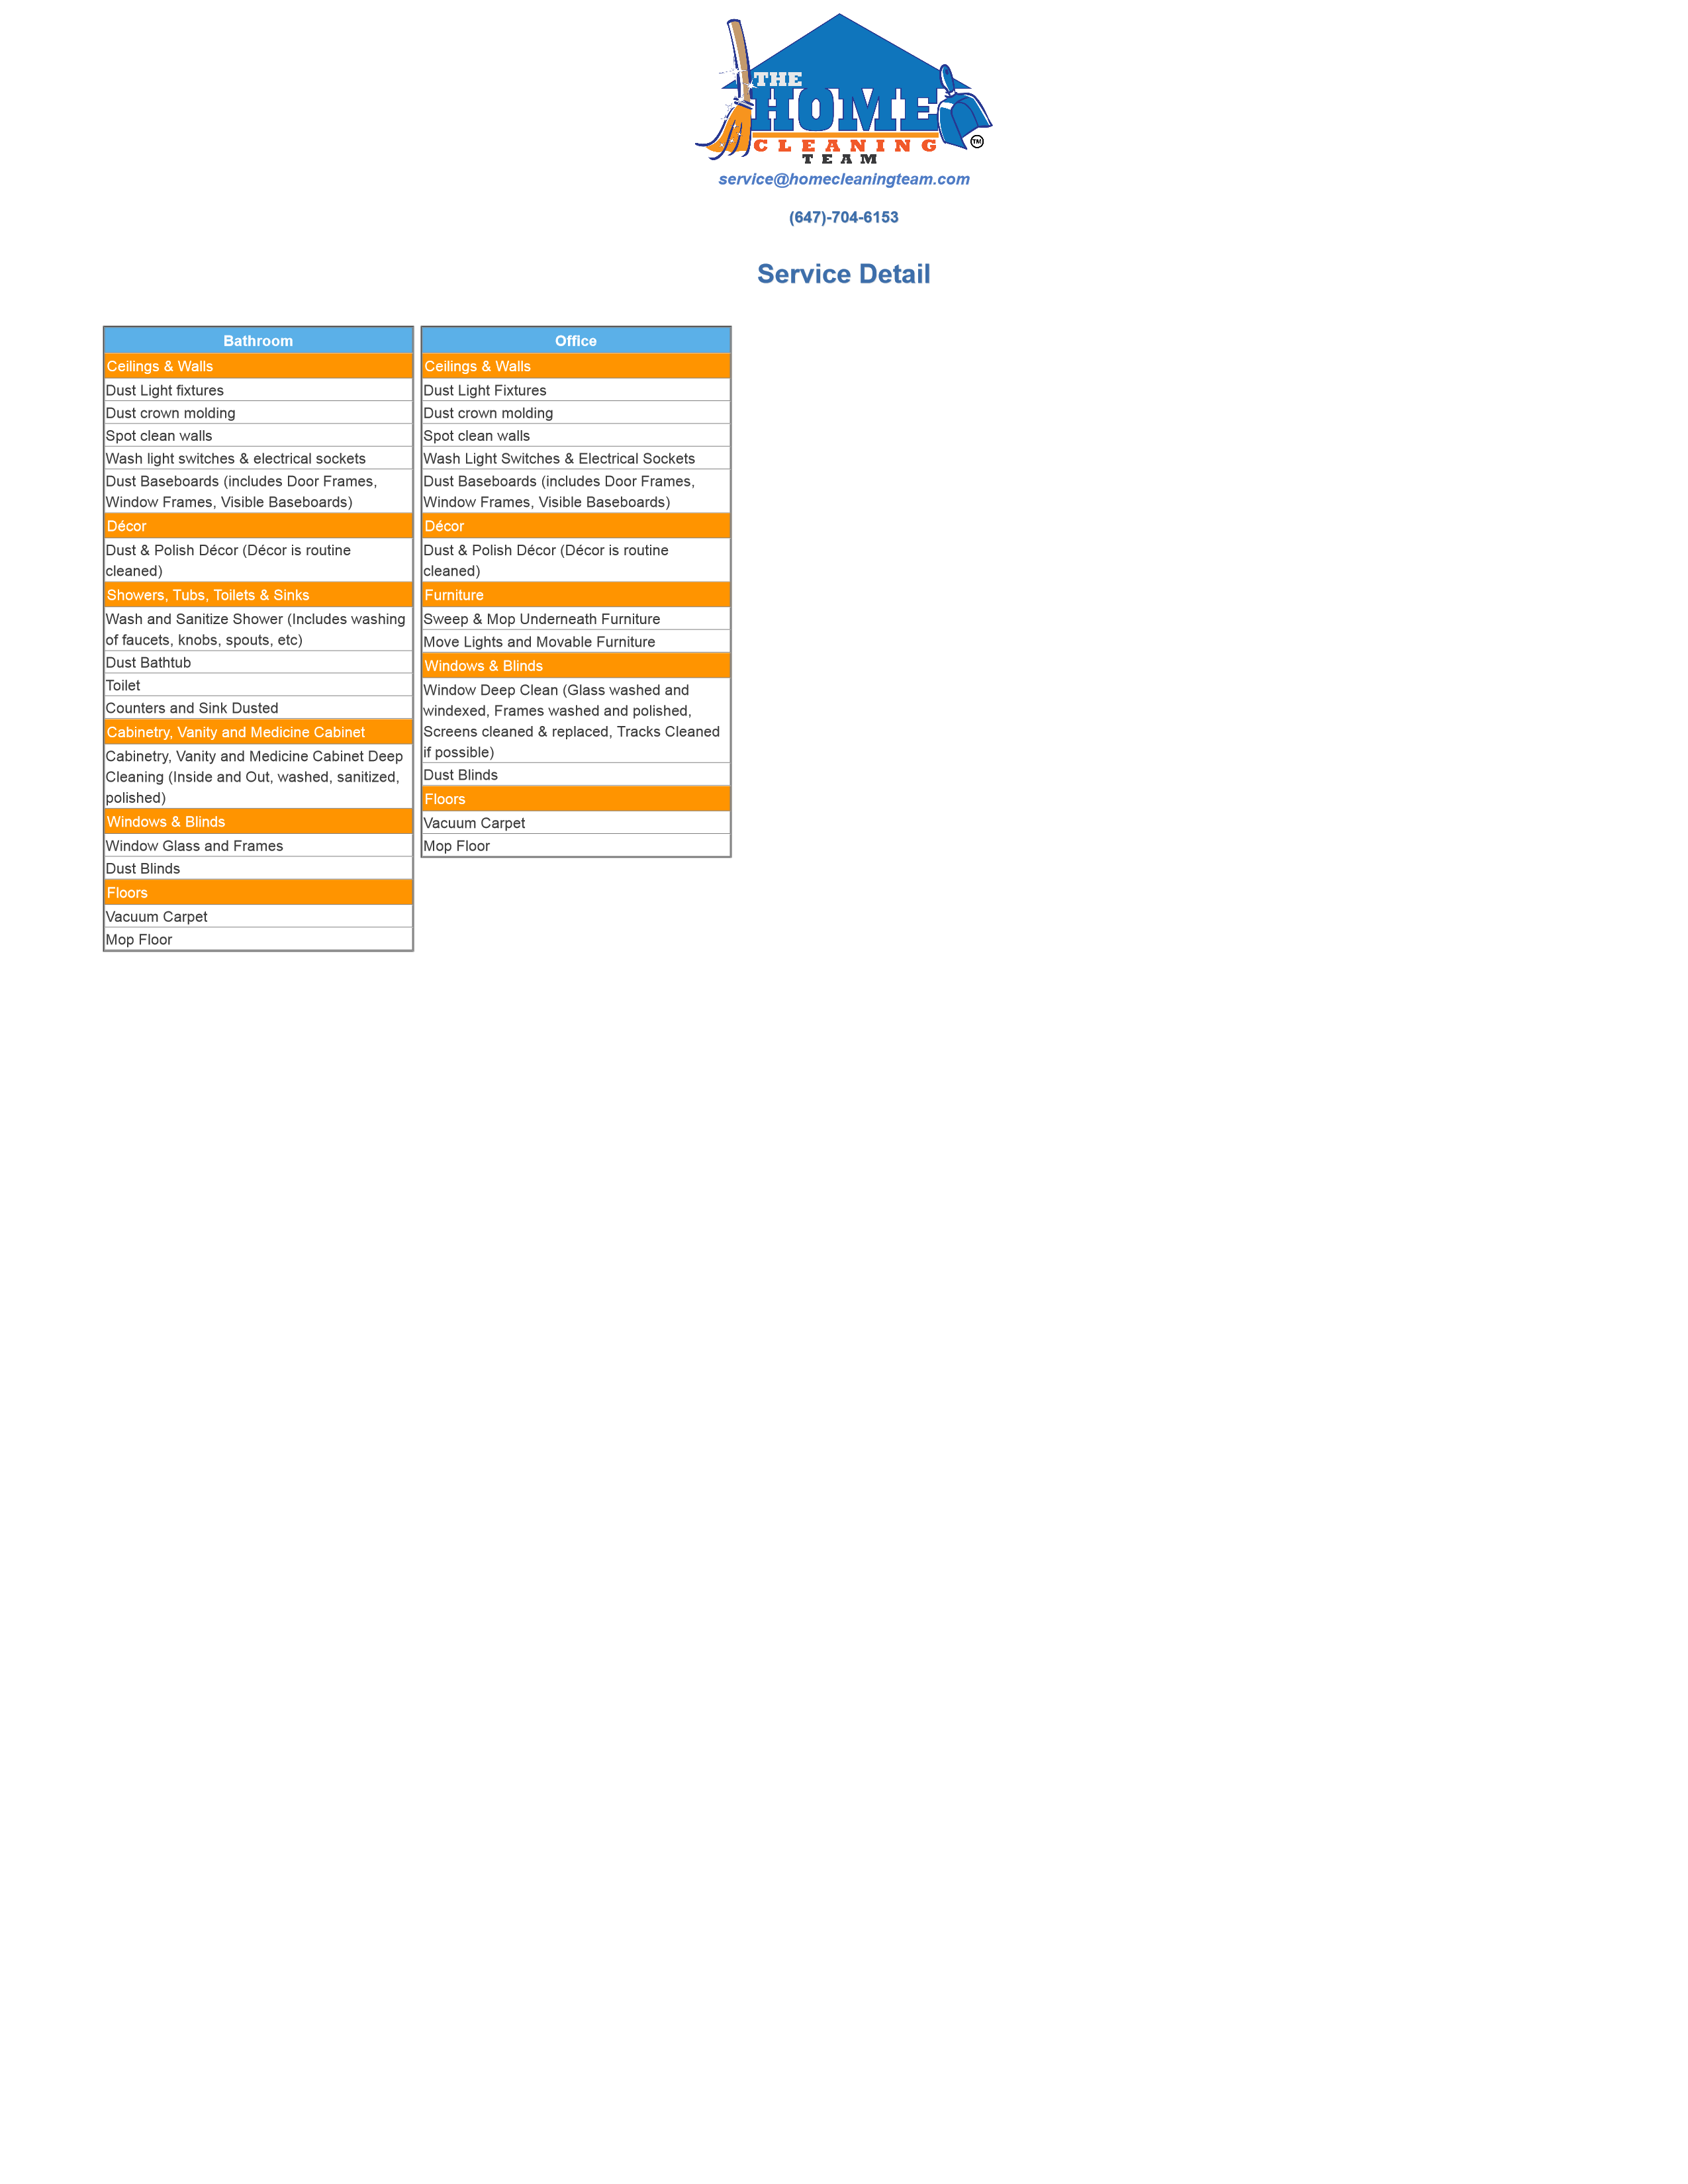 THE
HOME
CLEANING
TEAM
TM
service@homecleaningteam.com
(647)-704-6153
Service Detail
Bathroom
Ceilings & Walls
Dust Light fixtures
Dust crown molding
Spot clean walls
Wash light switches & electrical sockets
Dust Baseboards (includes Door Frames,
Window Frames, Visible Baseboards)
Décor
Dust & Polish Décor (Décor is routine
cleaned)
Showers, Tubs, Toilets & Sinks
Wash and Sanitize Shower (Includes washing
of faucets, knobs, spouts, etc)
Dust Bathtub
Toilet
Counters and Sink Dusted
Cabinetry, Vanity and Medicine Cabinet
Cabinetry, Vanity and Medicine Cabinet Deep
Cleaning (Inside and Out, washed, sanitized,
polished)
Windows & Blinds
Window Glass and Frames
Dust Blinds
Floors
Vacuum Carpet
Mop Floor
Office
Ceilings & Walls
Dust Light Fixtures
Dust crown molding
Spot clean walls
Wash Light Switches & Electrical Sockets
Dust Baseboards (includes Door Frames,
Window Frames, Visible Baseboards)
Décor
Dust & Polish Décor (Décor is routine
cleaned)
Furniture
Sweep & Mop Underneath Furniture
Move Lights and Movable Furniture
Windows & Blinds
Window Deep Clean (Glass washed and
windexed, Frames washed and polished,
Screens cleaned & replaced, Tracks Cleaned
if possible)
Dust Blinds
Floors
Vacuum Carpet
Mop Floor